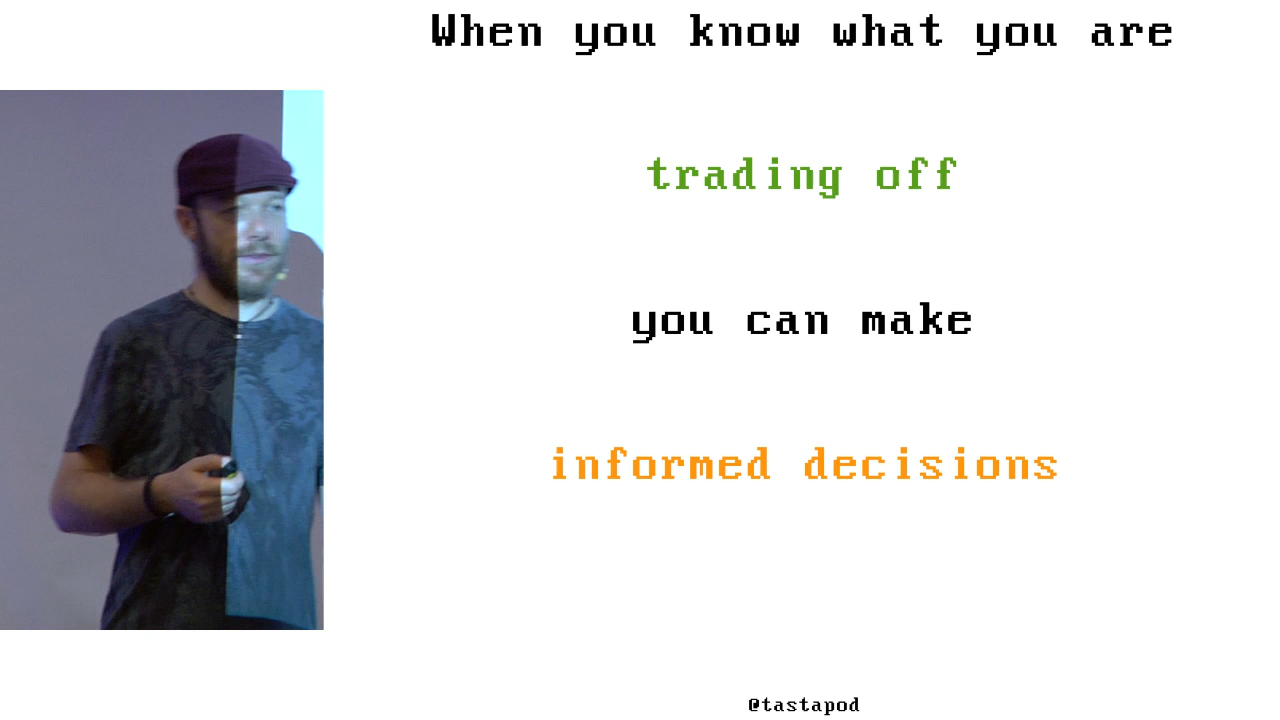 When you know what you are
trading off
you can make
informed decisions
@tastapod